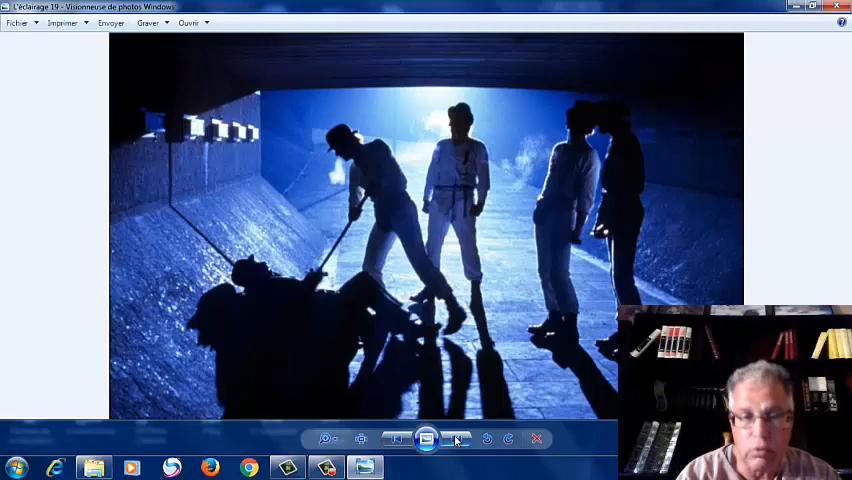 L'éclairage 19 - Visionneuse de photos Windows
Fichier Imprimer Envoyer Graver Ouvrir